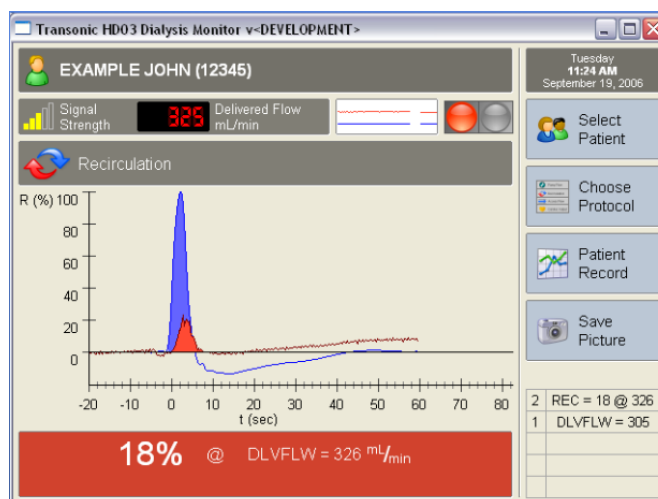 Transonic HD03 Dialysis Monitor v<DEVELOPMENT>
EXAMPLE JOHN (12345)
Tuesday
11:24 AM
September 19, 2006
Signal
Strength
325
Delivered Flow
mL/min
Recirculation
Select
Patient
Choose
Protocol
Patient
Record
Save
Picture
R (%) 100
80
60
40
20
0
-20 -10 0 10 20 30 40 50 60 70 80
t (sec)
2 REC = 18 @ 326
1 DLVFLW = 305
18% @ DLVFLW = 326 mL/min